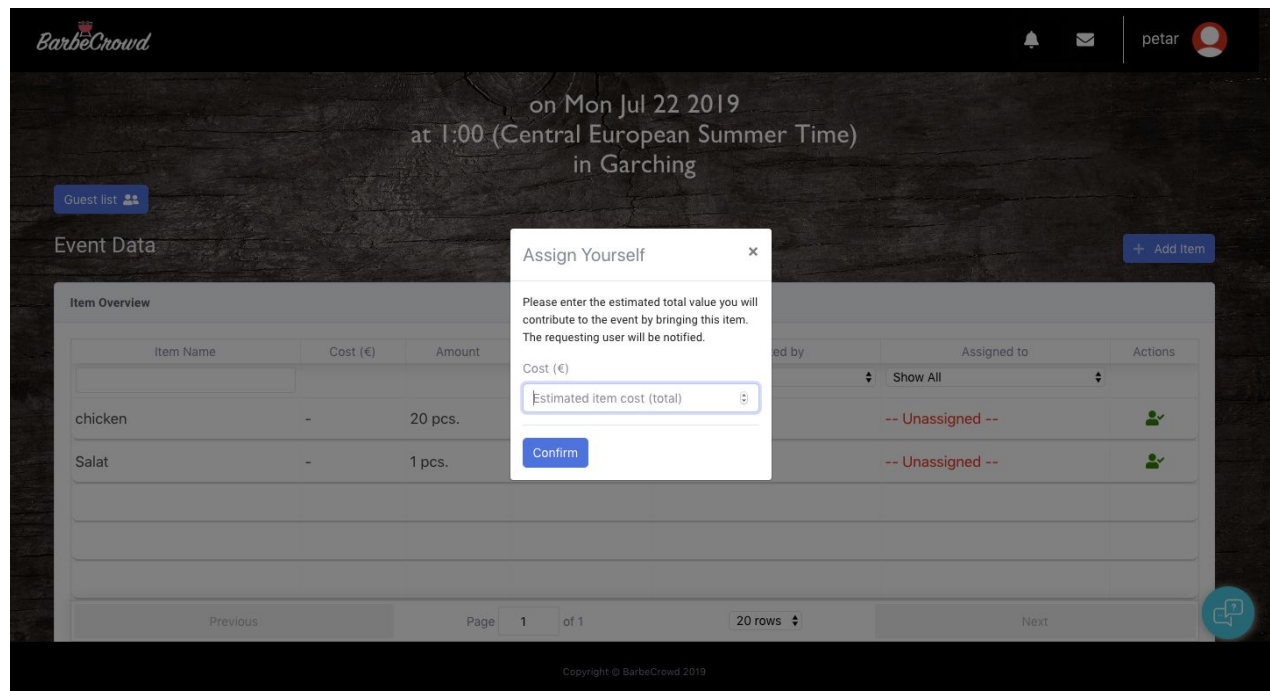 BarbeCrowd
petar
on Mon Jul 22 2019
at 1:00 (Central European Summer Time)
in Garching
Guest list
Event Data
+ Add Item
Assign Yourself ×
Please enter the estimated total value you will
contribute to the event by bringing this item.
The requesting user will be notified.
Cost (€)
Estimated item cost (total)
Confirm
Item Overview
Item Name Cost (€) Amount ed by Assigned to Actions
Show All
chicken - 20 pcs. -- Unassigned --
Salat - 1 pcs. -- Unassigned --
Previous Page 1 of 1 20 rows Next
Copyright © BarbeCrowd 2019